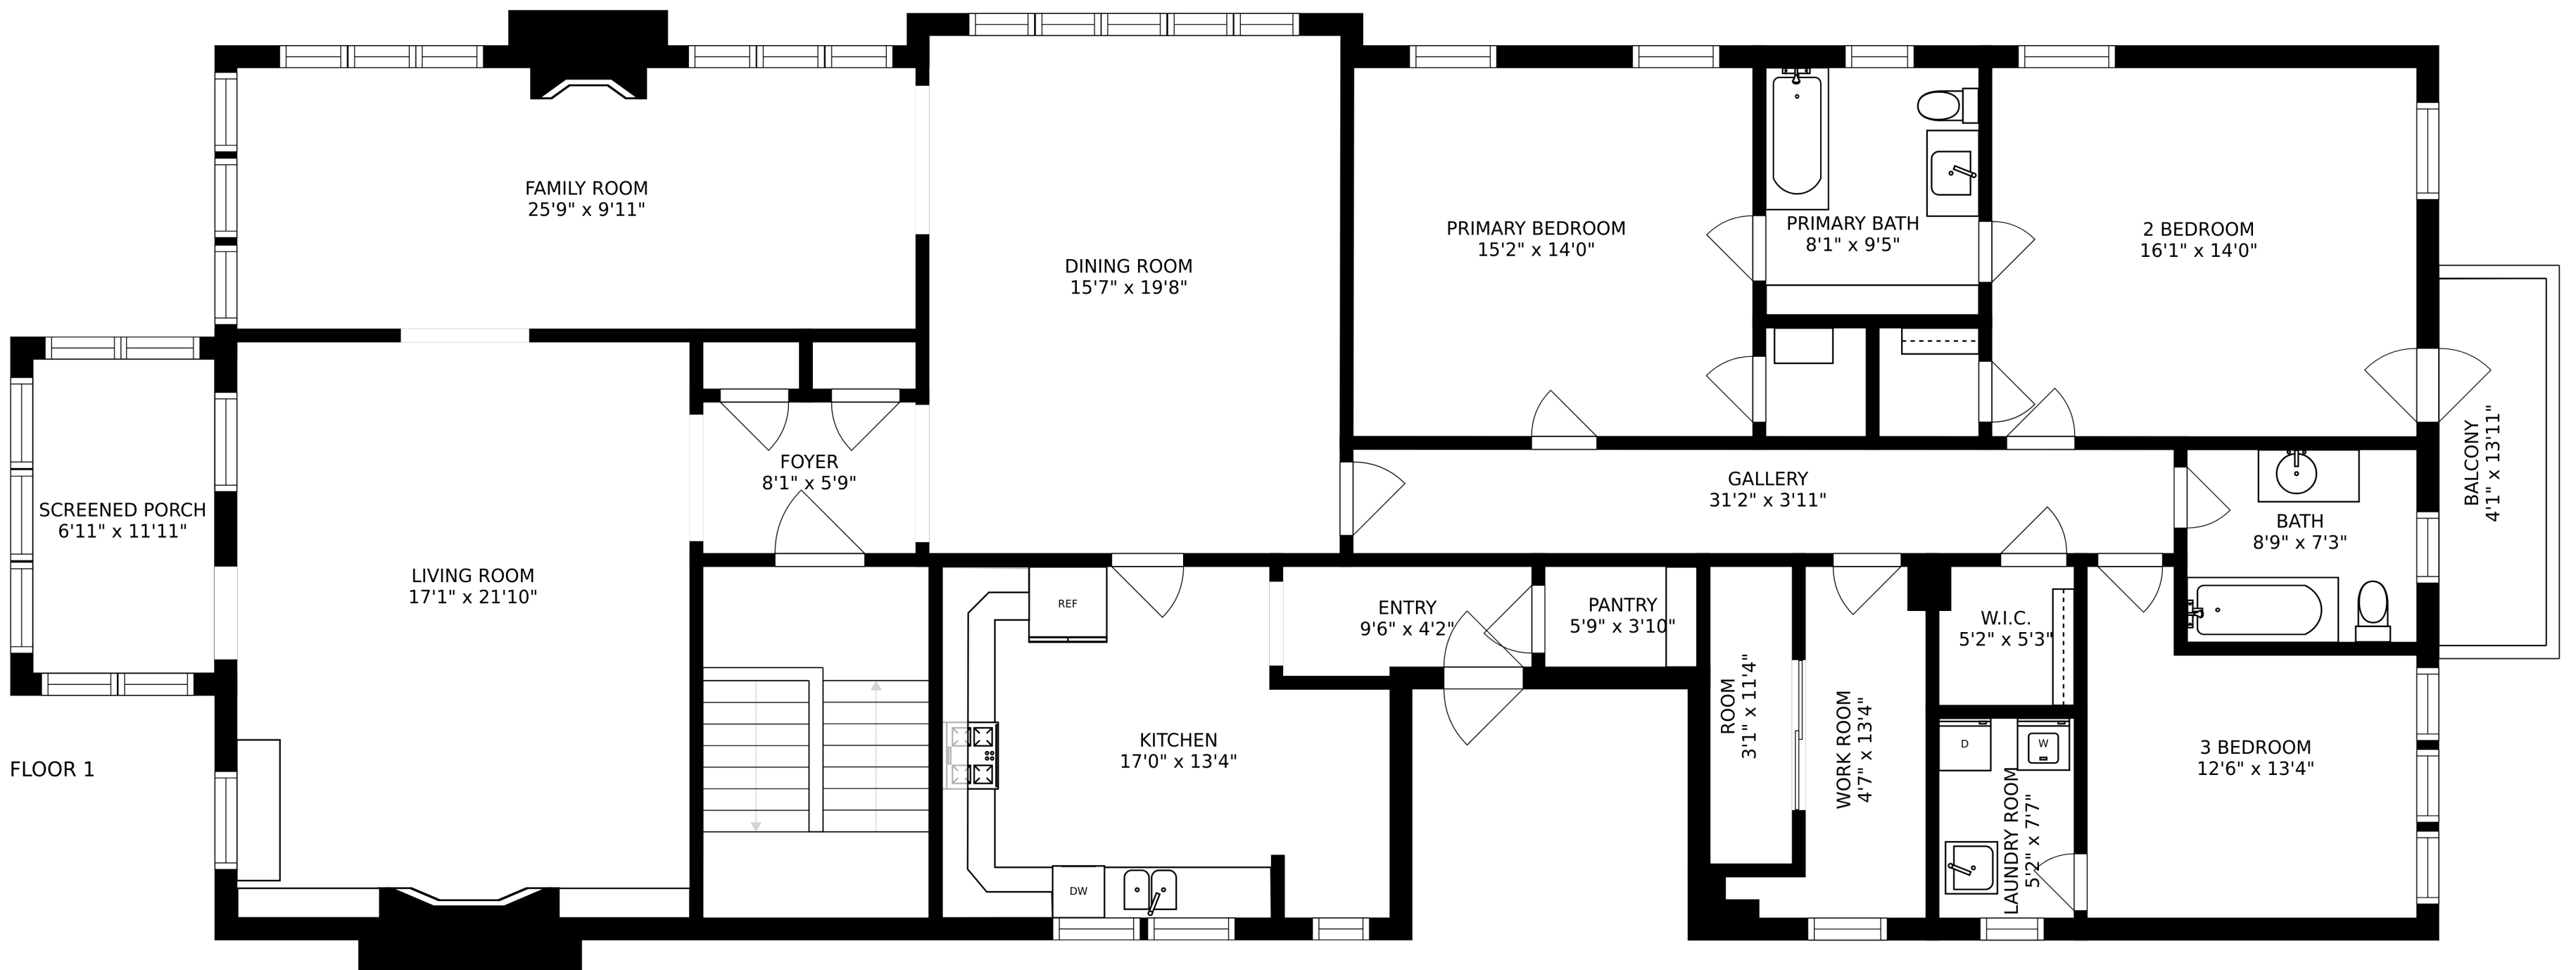 FAMILY ROOM
25'9" x 9'11"
DINING ROOM
15'7" x 19'8"
PRIMARY BEDROOM
15'2" x 14'0"
PRIMARY BATH
8'1" x 9'5"
2 BEDROOM
16'1" x 14'0"
FOYER
8'1" x 5'9"
GALLERY
31'2" x 3'11"
BALCONY
4'1" x 13'11"
SCREENED PORCH
6'11" x 11'11"
LIVING ROOM
17'1" x 21'10"
BATH
8'9" x 7'3"
REF
ENTRY
9'6" x 4'2"
PANTRY
5'9" x 3'10"
W.I.C.
5'2" x 5'3"
ROOM
3'1" x 11'4"
WORK ROOM
4'7" x 13'4"
KITCHEN
17'0" x 13'4"
D
W
3 BEDROOM
12'6" x 13'4"
FLOOR 1
LAUNDRY ROOM
5'2" x 7'7"
DW